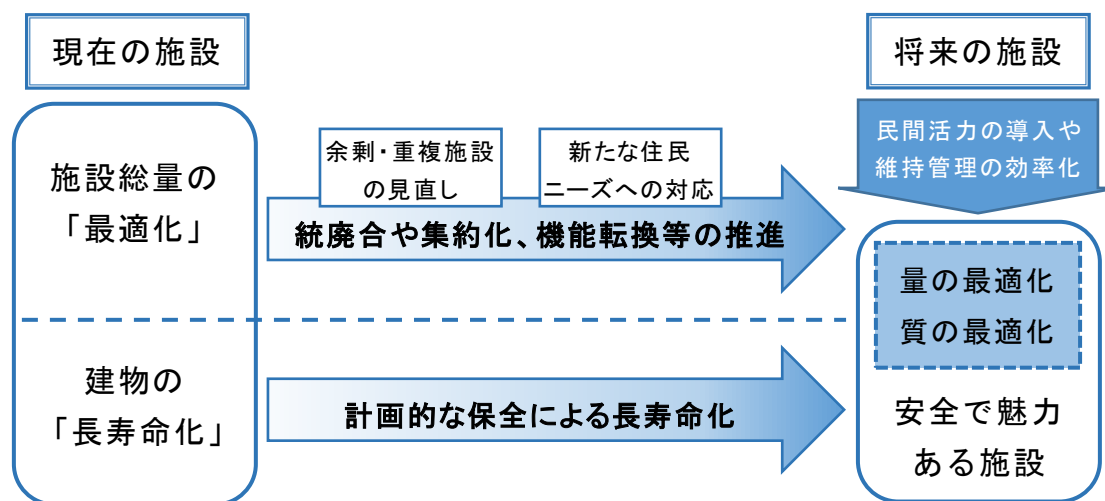 現在の施設
将来の施設
施設総量の
「最適化」
余剰・重複施設
の見直し
新たな住民
ニーズへの対応
統廃合や集約化、機能転換等の推進
民間活力の導入や
維持管理の効率化
量の最適化
質の最適化
建物の
「長寿命化」
計画的な保全による長寿命化
安全で魅力
ある施設